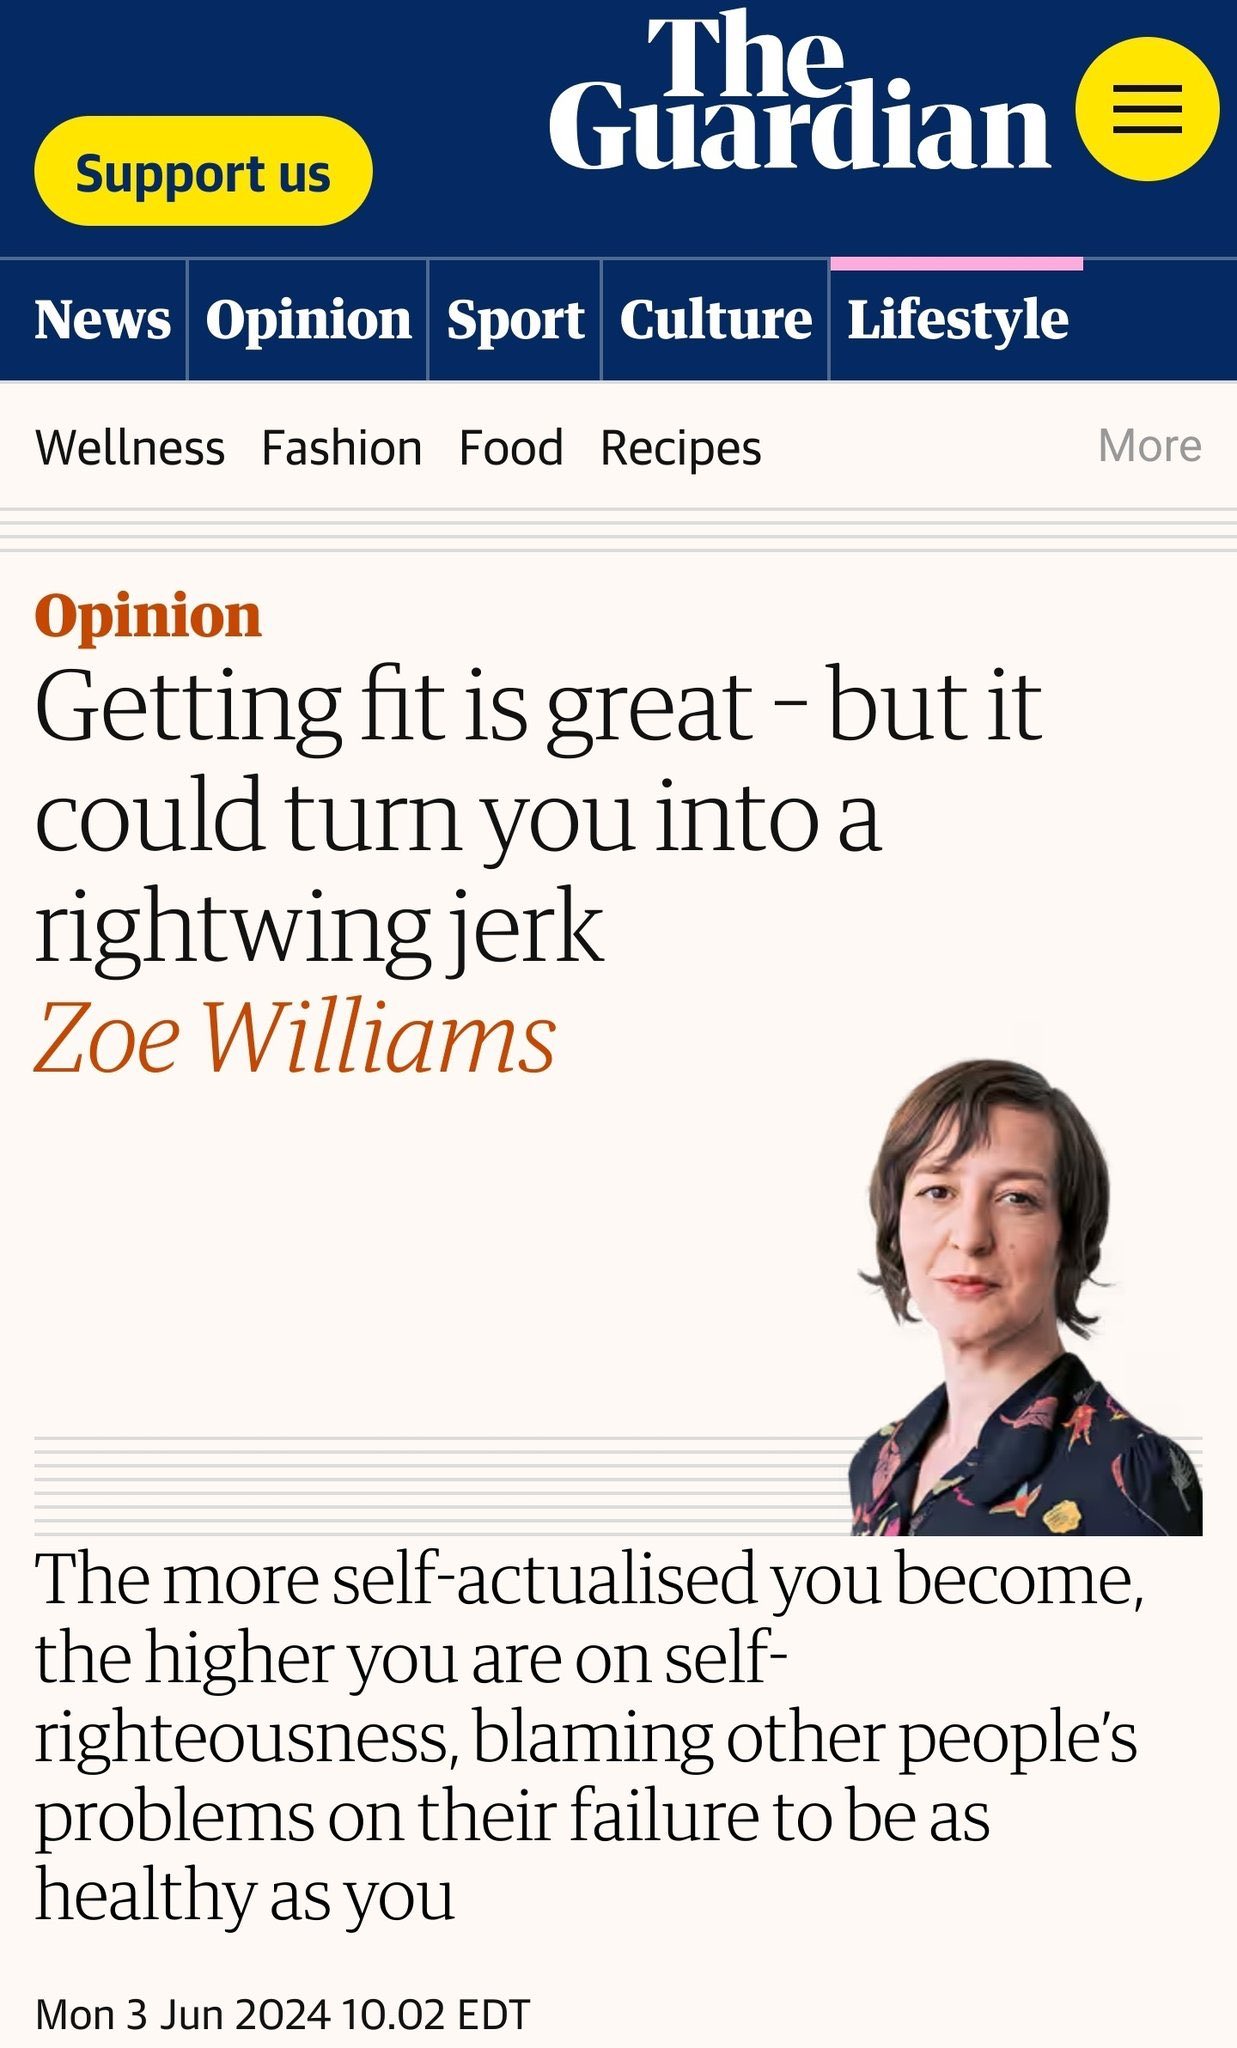 The
Guardian
Support us
News Opinion Sport Culture Lifestyle
Wellness Fashion Food Recipes More
Opinion
Getting fit is great – but it
could turn you into a
rightwing jerk
Zoe Williams
The more self-actualised you become,
the higher you are on self-
righteousness, blaming other people’s
problems on their failure to be as
healthy as you
Mon 3 Jun 2024 10.02 EDT